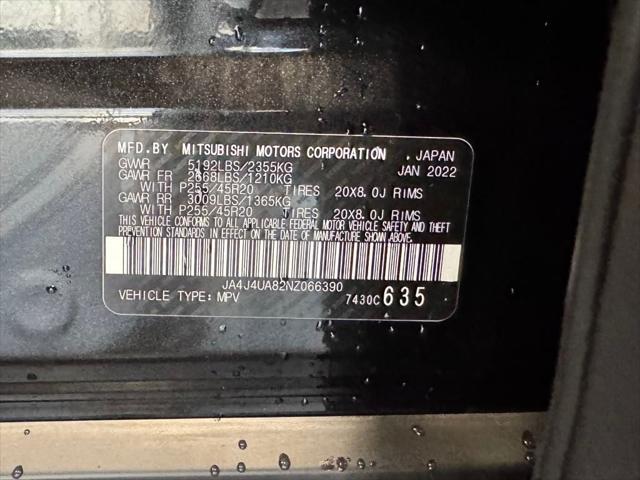 MFD.BY MITSUBISHI MOTORS CORPORATION , JAPAN
GVWR 5192LBS/2355KG JAN 2022
GAWR FR 2668LBS/1210KG
WITH P255/45R20 TIRES 20X8.0J RIMS
GAWR RR 3009LBS/1365KG
WITH P255/45R20 TIRES 20X8.0J RIMS
THIS VEHICLE CONFORMS TO ALL APPLICABLE FEDERAL MOTOR VEHICLE SAFETY AND THEFT
PREVENTION STANDARDS IN EFFECT ON THE DATE OF MANUFACTURE SHOWN ABOVE.
JA4J4UA82NZ066390
VEHICLE TYPE: MPV 7430C635